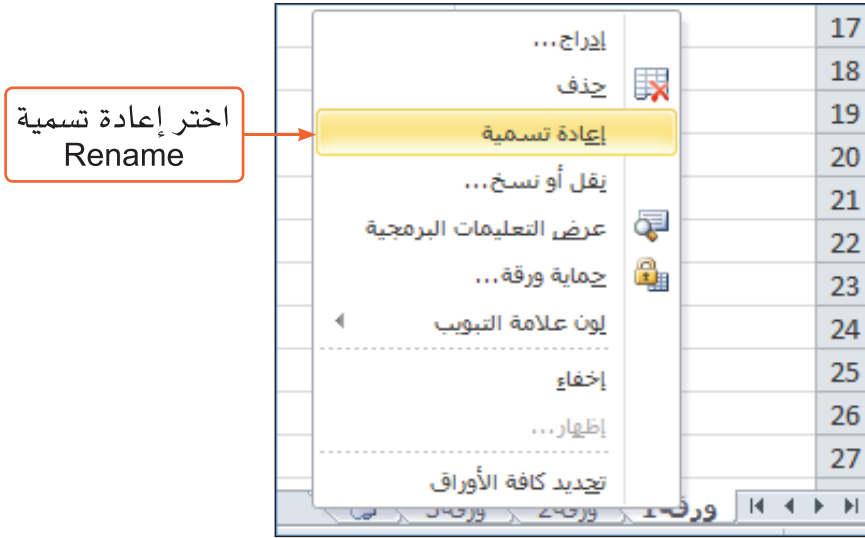 اختر إعادة تسمية
Rename
إدراج...
حذف
إعادة تسمية
نقل أو نسخ...
عرض التعليمات البرمجية
حماية ورقة...
لون علامة التبويب
إخفاء
إظهار...
تحديد كافة الأوراق
17
18
19
20
21
22
23
24
25
26
27
ورقة1
ورقة2
ورقة3